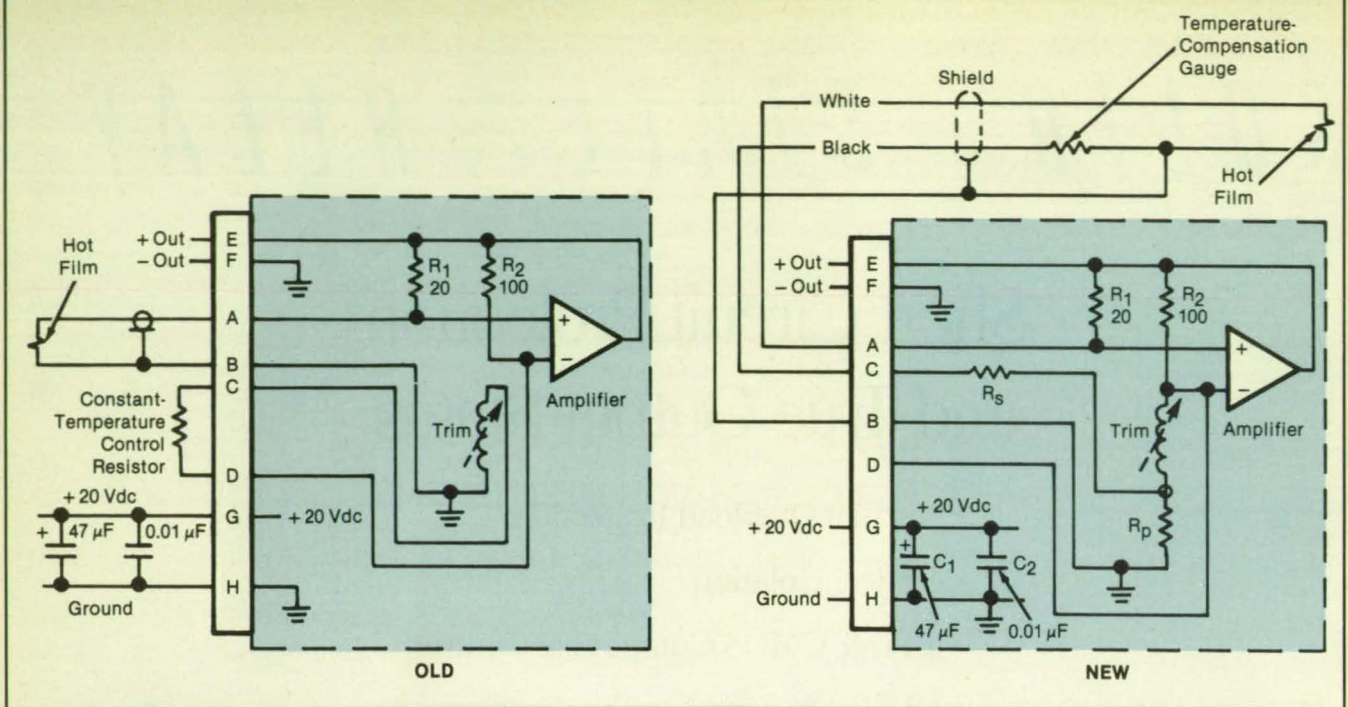 Temperature-
Compensation
Gauge
Shield
White
Black
Hot
Film
Hot
Film
+ Out
− Out
E
F
A
B
C
D
G
H
R1
20
R2
100
+
−
Amplifier
Trim
Constant-
Temperature
Control
Resistor
+ 20 Vdc
+ 47 µF
0.01 µF
Ground
+ 20 Vdc
OLD
+ Out
− Out
E
F
A
C
B
D
G
H
R1
20
R2
100
+
−
Amplifier
RS
Trim
Rp
+ 20 Vdc
Ground
+
C1
C2
47 µF
0.01 µF
NEW